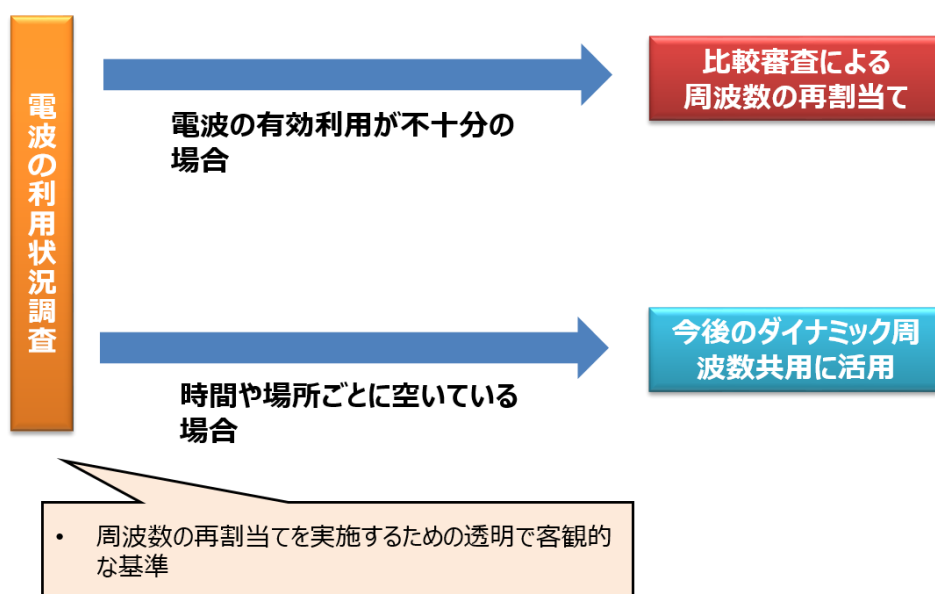 電波の利用状況調査
電波の有効利用が不十分の
場合
比較審査による
周波数の再割当て
時間や場所ごとに空いている
場合
今後のダイナミック周
波数共用に活用
• 周波数の再割当てを実施するための透明で客観的
な基準